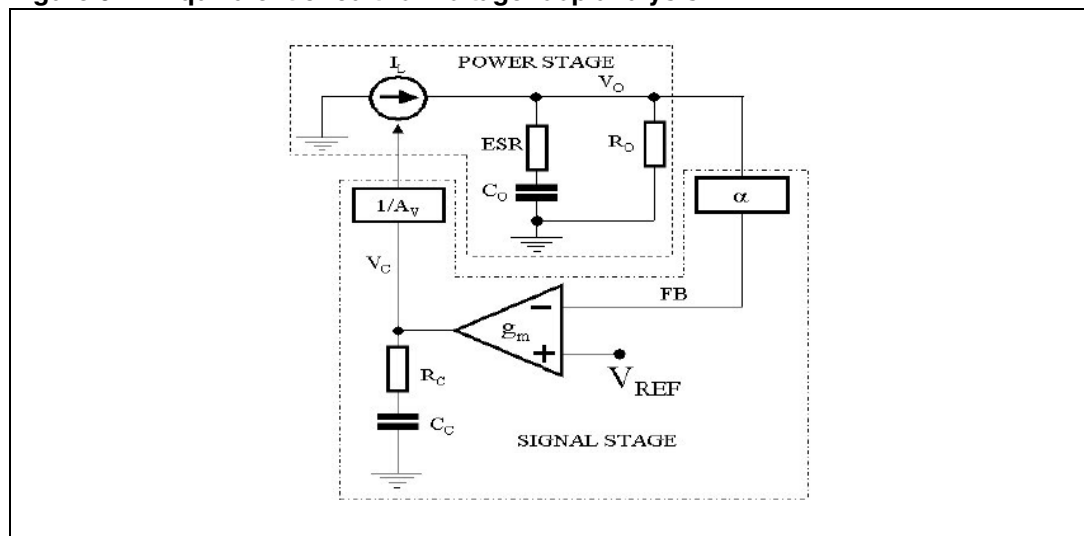 I_L
POWER STAGE
V_O
ESR
R_O
C_O
1/A_V
α
V_C
FB
g_m
V_REF
R_C
C_C
SIGNAL STAGE